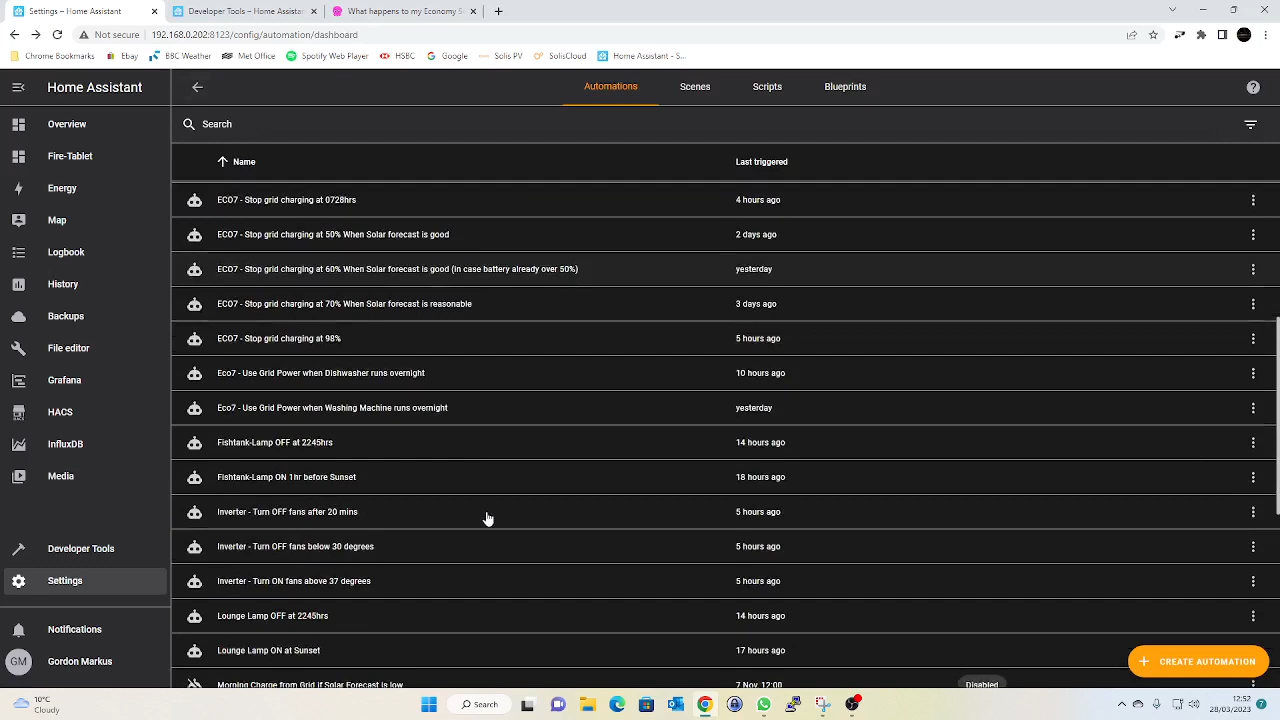 Settings – Home Assistant
Developer Tools – Home Assistan
What happens to my Economy Se
Not secure
192.168.0.202:8123/config/automation/dashboard
Chrome Bookmarks
Ebay
BBC Weather
Met Office
Spotify Web Player
HSBC
Google
Solis PV
SolisCloud
Home Assistant - S...
Home Assistant
Automations
Scenes
Scripts
Blueprints
Overview
Fire-Tablet
Energy
Map
Logbook
History
Backups
File editor
Grafana
HACS
InfluxDB
Media
Developer Tools
Settings
Notifications
GM
Gordon Markus
Search
Name Last triggered
ECO7 - Stop grid charging at 0728hrs 4 hours ago
ECO7 - Stop grid charging at 50% When Solar forecast is good 2 days ago
ECO7 - Stop grid charging at 60% When Solar forecast is good (in case battery already over 50%) yesterday
ECO7 - Stop grid charging at 70% When Solar forecast is reasonable 3 days ago
ECO7 - Stop grid charging at 98% 5 hours ago
Eco7 - Use Grid Power when Dishwasher runs overnight 10 hours ago
Eco7 - Use Grid Power when Washing Machine runs overnight yesterday
Fishtank-Lamp OFF at 2245hrs 14 hours ago
Fishtank-Lamp ON 1hr before Sunset 18 hours ago
Inverter - Turn OFF fans after 20 mins 5 hours ago
Inverter - Turn OFF fans below 30 degrees 5 hours ago
Inverter - Turn ON fans above 37 degrees 5 hours ago
Lounge Lamp OFF at 2245hrs 14 hours ago
Lounge Lamp ON at Sunset 17 hours ago
Morning Charge from Grid if Solar Forecast is low 7 Nov, 12:00 Disabled
CREATE AUTOMATION
10°C
Cloudy
Search
12:52
28/03/2023